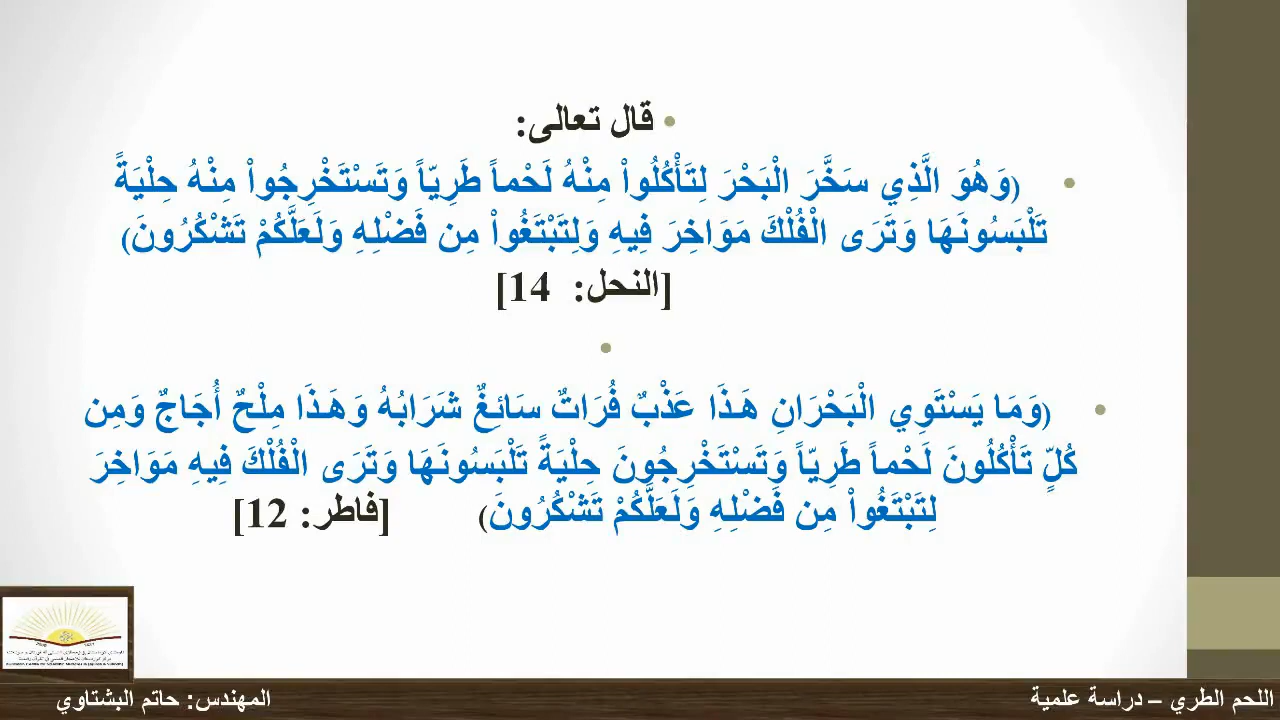 • قال تعالى:
• (وَهُوَ الَّذِي سَخَّرَ الْبَحْرَ لِتَأْكُلُواْ مِنْهُ لَحْماً طَرِيّاً وَتَسْتَخْرِجُواْ مِنْهُ حِلْيَةً
تَلْبَسُونَهَا وَتَرَى الْفُلْكَ مَوَاخِرَ فِيهِ وَلِتَبْتَغُواْ مِن فَضْلِهِ وَلَعَلَّكُمْ تَشْكُرُونَ)
[النحل: 14]
•
• (وَمَا يَسْتَوِي الْبَحْرَانِ هَـذَا عَذْبٌ فُرَاتٌ سَائِغٌ شَرَابُهُ وَهَـذَا مِلْحٌ أُجَاجٌ وَمِن
كُلٍّ تَأْكُلُونَ لَحْماً طَرِيّاً وَتَسْتَخْرِجُونَ حِلْيَةً تَلْبَسُونَهَا وَتَرَى الْفُلْكَ فِيهِ مَوَاخِرَ
لِتَبْتَغُواْ مِن فَضْلِهِ وَلَعَلَّكُمْ تَشْكُرُونَ) [فاطر: 12]
اللحم الطري – دراسة علمية
المهندس: حاتم البشتاوي